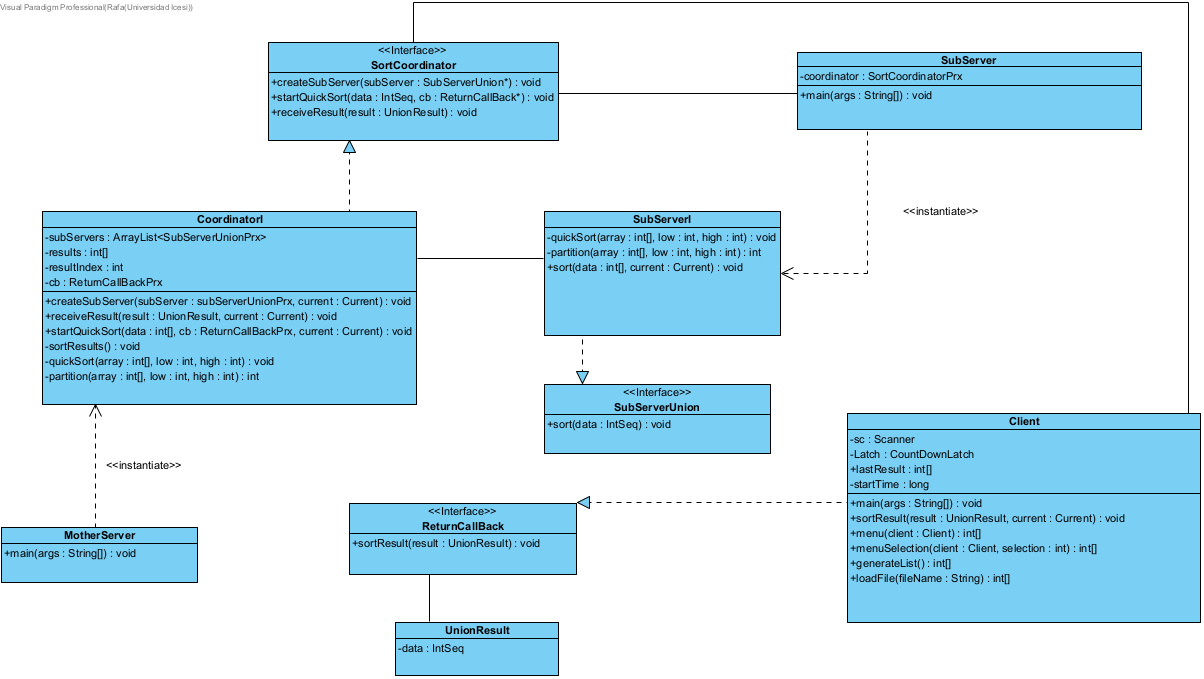 Visual Paradigm Professional(Rafa(Universidad Icesi))
<<Interface>>
SortCoordinator
+createSubServer(subServer : SubServerUnion*) : void
+startQuickSort(data : IntSeq, cb : ReturnCallBack*) : void
+receiveResult(result : UnionResult) : void
SubServer
-coordinator : SortCoordinatorPrx
+main(args : String[]) : void
<<instantiate>>
CoordinatorI
-subServers : ArrayList<SubServerUnionPrx>
-results : int[]
-resultIndex : int
-cb : ReturnCallBackPrx
+createSubServer(subServer : subServerUnionPrx, current : Current) : void
+receiveResult(result : UnionResult, current : Current) : void
+startQuickSort(data : int[], cb : ReturnCallBackPrx, current : Current) : void
-sortResults() : void
-quickSort(array : int[], low : int, high : int) : void
-partition(array : int[], low : int, high : int) : int
SubServerI
-quickSort(array : int[], low : int, high : int) : void
-partition(array : int[], low : int, high : int) : int
+sort(data : int[], current : Current) : void
<<Interface>>
SubServerUnion
+sort(data : IntSeq) : void
<<instantiate>>
MotherServer
+main(args : String[]) : void
<<Interface>>
ReturnCallBack
+sortResult(result : UnionResult) : void
Client
-sc : Scanner
-Latch : CountDownLatch
+lastResult : int[]
-startTime : long
+main(args : String[]) : void
+sortResult(result : UnionResult, current : Current) : void
+menu(client : Client) : int[]
+menuSelection(client : Client, selection : int) : int[]
+generateList() : int[]
+loadFile(fileName : String) : int[]
UnionResult
-data : IntSeq